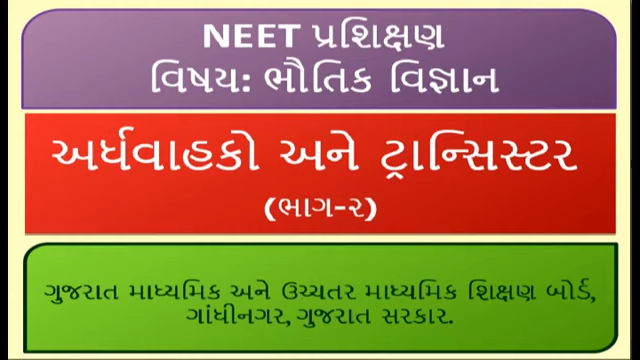 NEET પ્રશિક્ષણ
વિષય: ભૌતિક વિજ્ઞાન
અર્ધવાહકો અને ટ્રાન્સિસ્ટર
(ભાગ-૨)
ગુજરાત માધ્યમિક અને ઉચ્ચતર માધ્યમિક શિક્ષણ બોર્ડ,
ગાંધીનગર, ગુજરાત સરકાર.